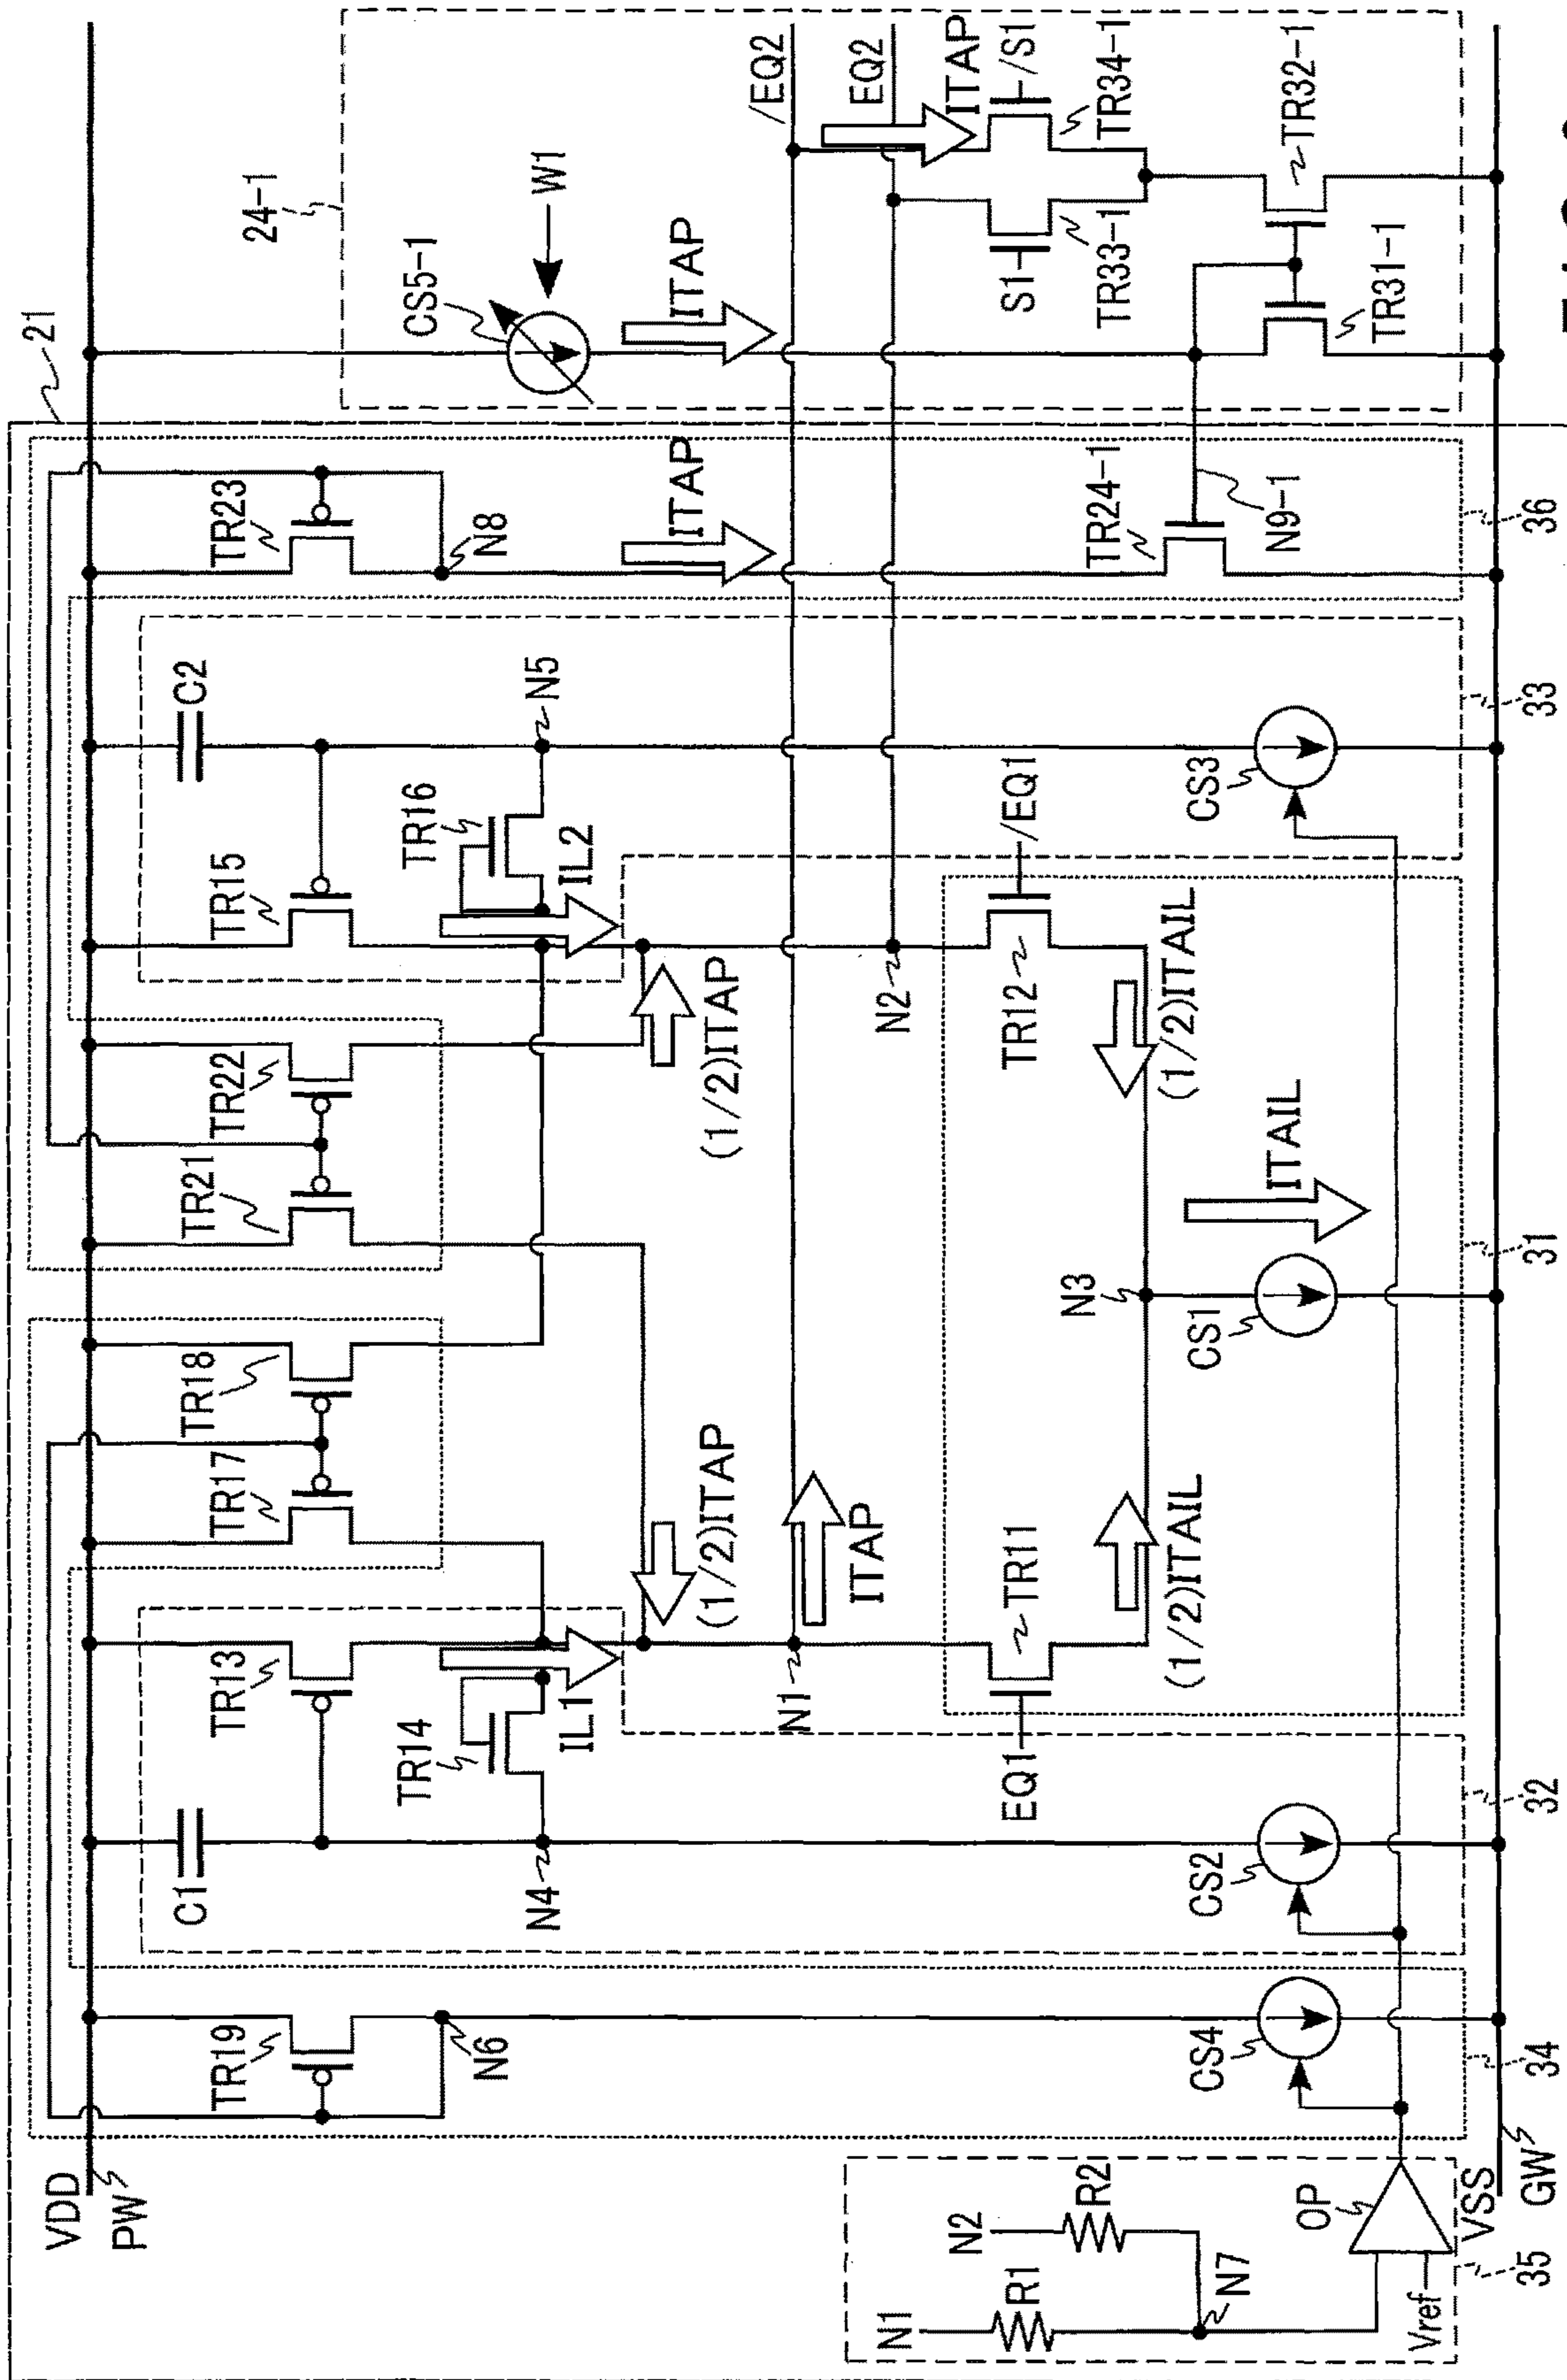 21
24-1
VDD
PW
TR19
C1
TR13
TR17
TR18
TR21
TR22
TR15
C2
TR23
CS5-1
W1
N6
N4
TR14
IL1
(1/2)ITAP
(1/2)ITAP
TR16
IL2
N5
N8
ITAP
ITAP
N1
ITAP
N2
/EQ2
EQ2
ITAP
N1
N2
R1
R2
N7
EQ1
TR11
TR12
/EQ1
S1
/S1
TR33-1
TR34-1
(1/2)ITAIL
N3
(1/2)ITAIL
TR24-1
N9-1
OP
Vref
CS4
CS2
CS1
ITAIL
CS3
TR31-1
TR32-1
VSS
GW
35
34
32
31
33
36